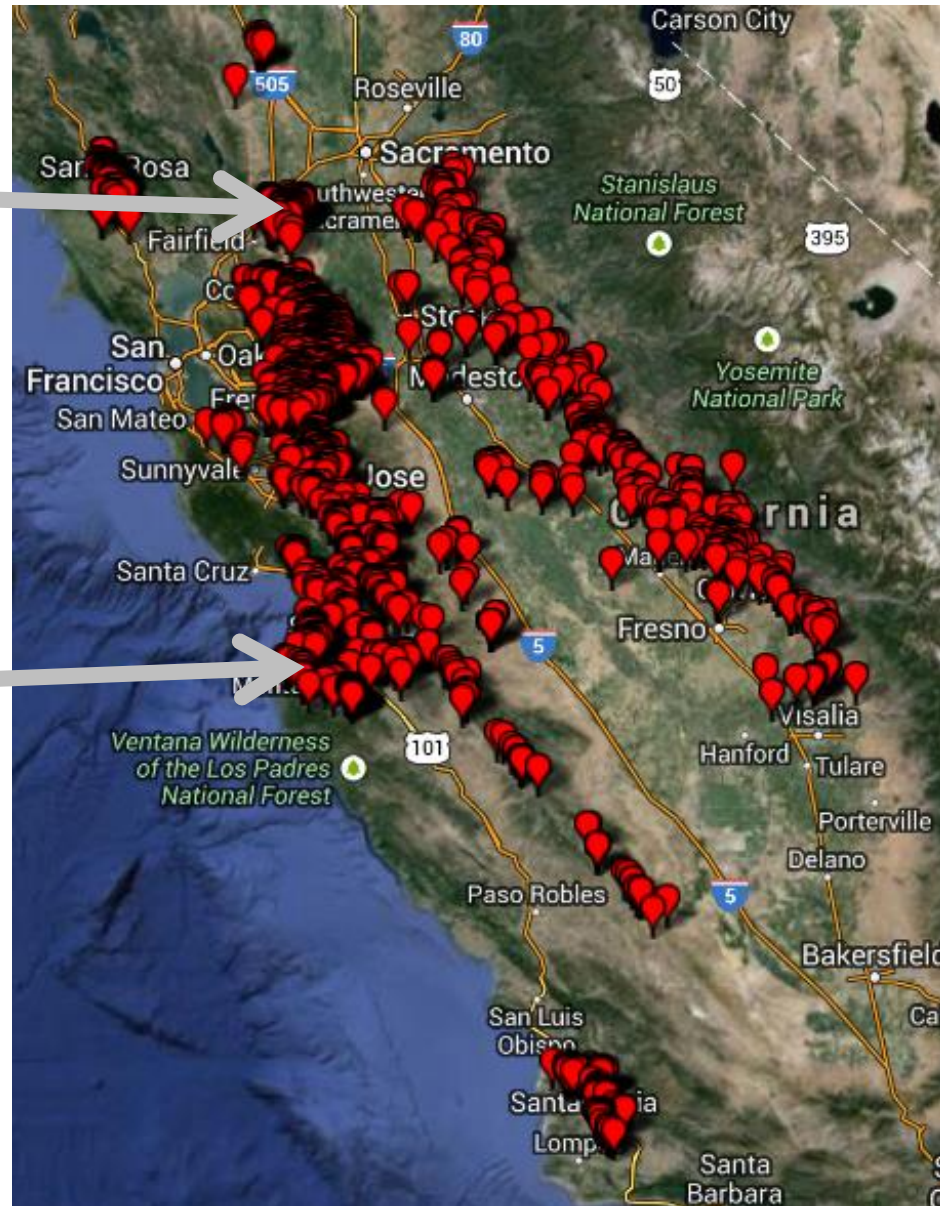 Carson City
80
505
Roseville
50
Sacramento
Stanislaus
National Forest
395
Fairfield
San
Francisco
Yosemite
National Park
San Mateo
Sunnyvale
Jose
Santa Cruz
Fresno
5
Visalia
101
Ventana Wilderness
of the Los Padres
National Forest
Hanford
Tulare
Porterville
Delano
Paso Robles
5
Bakersfield
San Luis
Obispo
Santa
Barbara